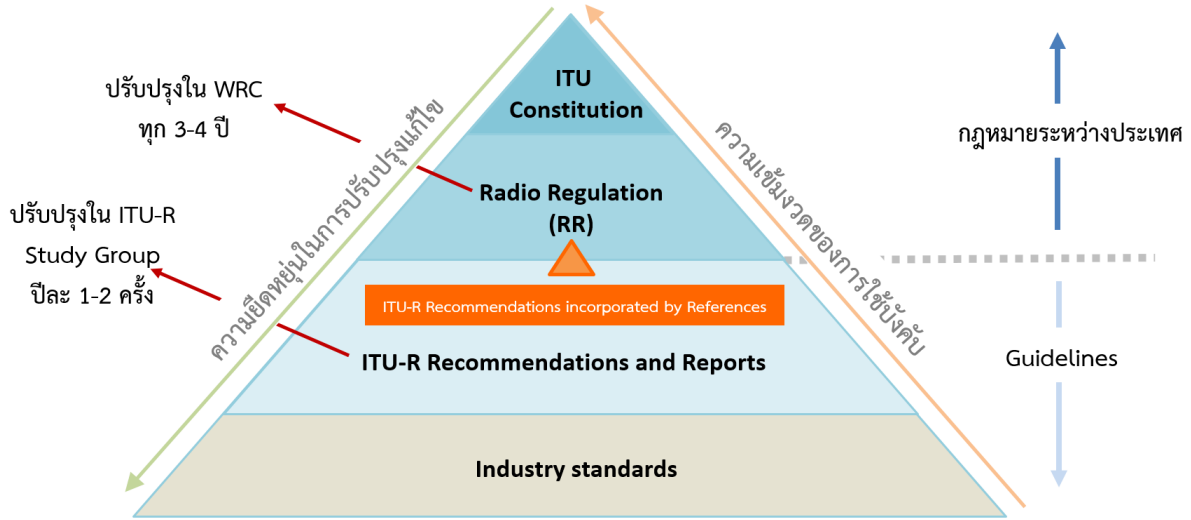 ITU
Constitution
ปรับปรุงใน WRC
ทุก 3-4 ปี
ความยืดหยุ่นในการปรับปรุงแก้ไข
ความเข้มงวดของการใช้บังคับ
กฎหมายระหว่างประเทศ
Radio Regulation
(RR)
ปรับปรุงใน ITU-R
Study Group
ปีละ 1-2 ครั้ง
ITU-R Recommendations incorporated by References
ITU-R Recommendations and Reports
Guidelines
Industry standards